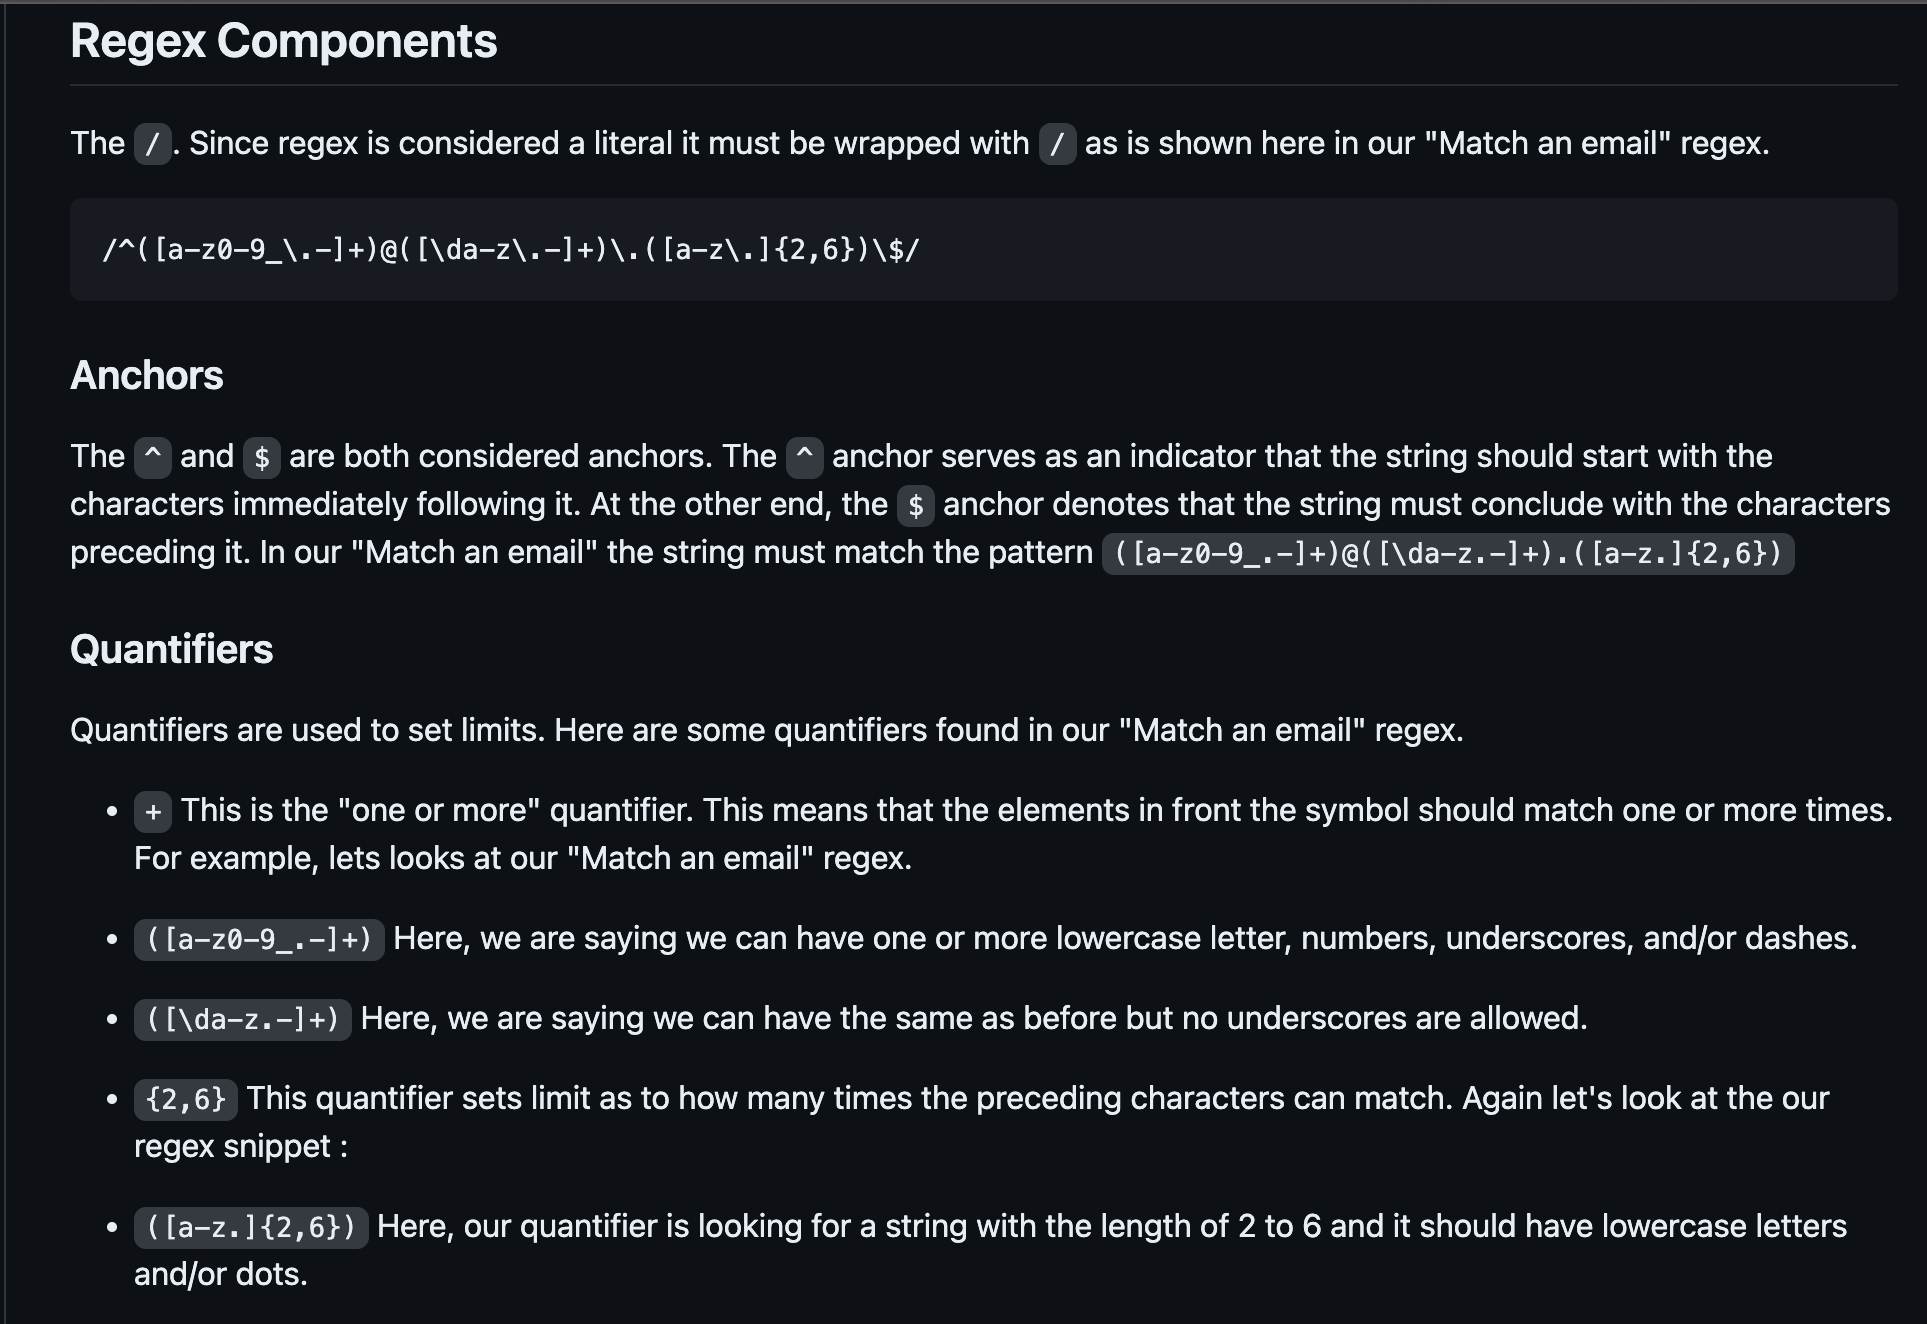 Regex Components
The / . Since regex is considered a literal it must be wrapped with / as is shown here in our "Match an email" regex.
/^([a-z0-9_\.-]+)@([\da-z\.-]+)\.([a-z\.]{2,6})\$/
Anchors
The ^ and $ are both considered anchors. The ^ anchor serves as an indicator that the string should start with the
characters immediately following it. At the other end, the $ anchor denotes that the string must conclude with the characters
preceding it. In our "Match an email" the string must match the pattern ([a-z0-9_.-]+)@([\da-z.-]+).([a-z.]{2,6})
Quantifiers
Quantifiers are used to set limits. Here are some quantifiers found in our "Match an email" regex.
• + This is the "one or more" quantifier. This means that the elements in front the symbol should match one or more times.
For example, lets looks at our "Match an email" regex.
• ([a-z0-9_.-]+) Here, we are saying we can have one or more lowercase letter, numbers, underscores, and/or dashes.
• ([\da-z.-]+) Here, we are saying we can have the same as before but no underscores are allowed.
• {2,6} This quantifier sets limit as to how many times the preceding characters can match. Again let's look at the our
regex snippet :
• ([a-z.]{2,6}) Here, our quantifier is looking for a string with the length of 2 to 6 and it should have lowercase letters
and/or dots.